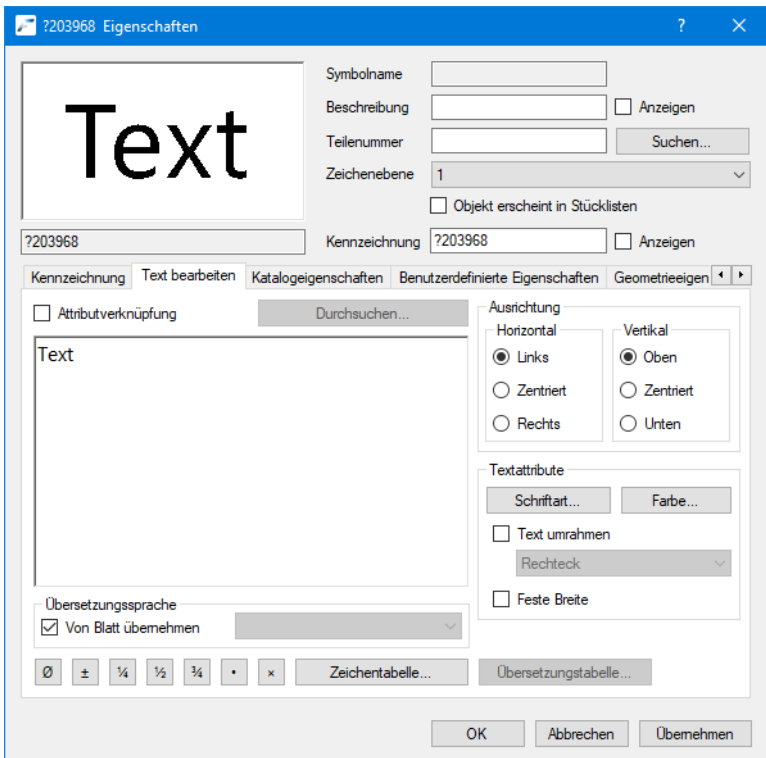 ?203968 Eigenschaften
?
Text
Symbolname
Beschreibung
Anzeigen
Teilenummer
Suchen...
Zeichenebene
1
Objekt erscheint in Stücklisten
?203968
Kennzeichnung
?203968
Anzeigen
Kennzeichnung
Text bearbeiten
Katalogeigenschaften
Benutzerdefinierte Eigenschaften
Geometrieeigen
Attributverknüpfung
Durchsuchen...
Text
Ausrichtung
Horizontal
Links
Zentriert
Rechts
Vertikal
Oben
Zentriert
Unten
Textattribute
Schriftart...
Farbe...
Text umrahmen
Rechteck
Feste Breite
Übersetzungssprache
Von Blatt übernehmen
Ø ± ¼ ½ ¾ • ×
Zeichentabelle...
Übersetzungstabelle...
OK
Abbrechen
Übernehmen